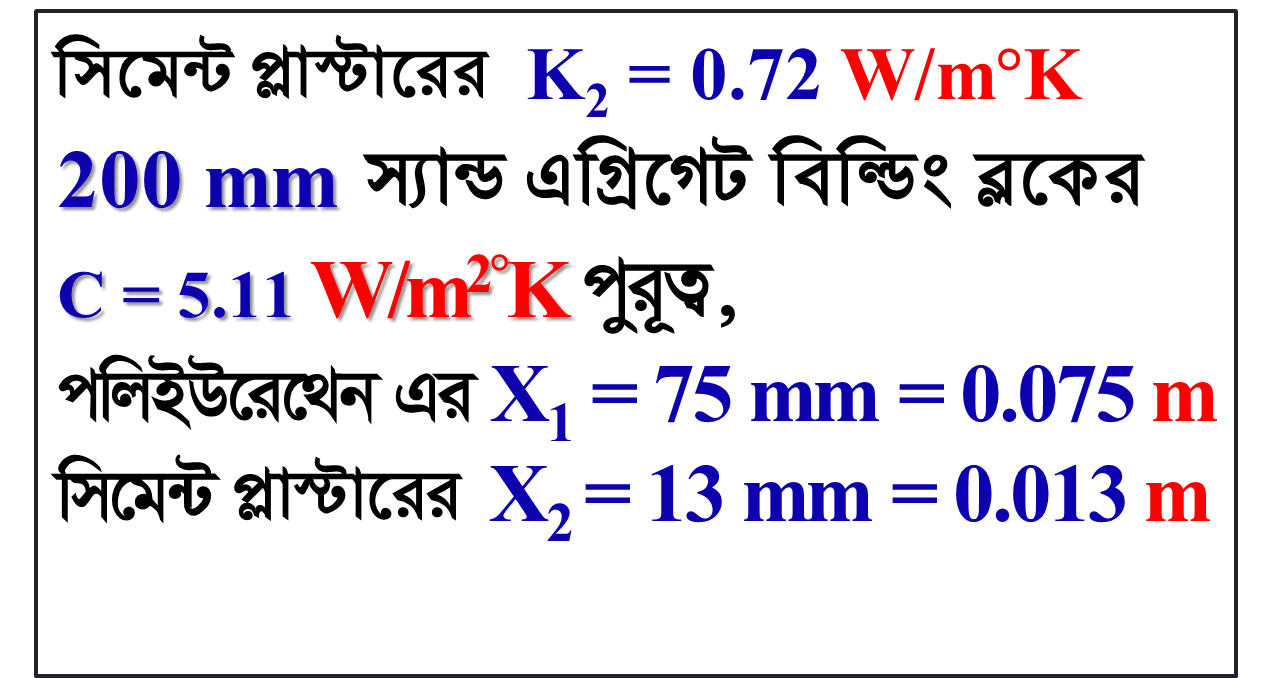 সিমেন্ট প্লাস্টারের K₂ = 0.72 W/m°K
200 mm স্যান্ড এগ্রিগেট বিল্ডিং ব্লকের
C = 5.11 W/m²°K পুরূত্ব,
পলিইউরেথেন এর X₁ = 75 mm = 0.075 m
সিমেন্ট প্লাস্টারের X₂ = 13 mm = 0.013 m